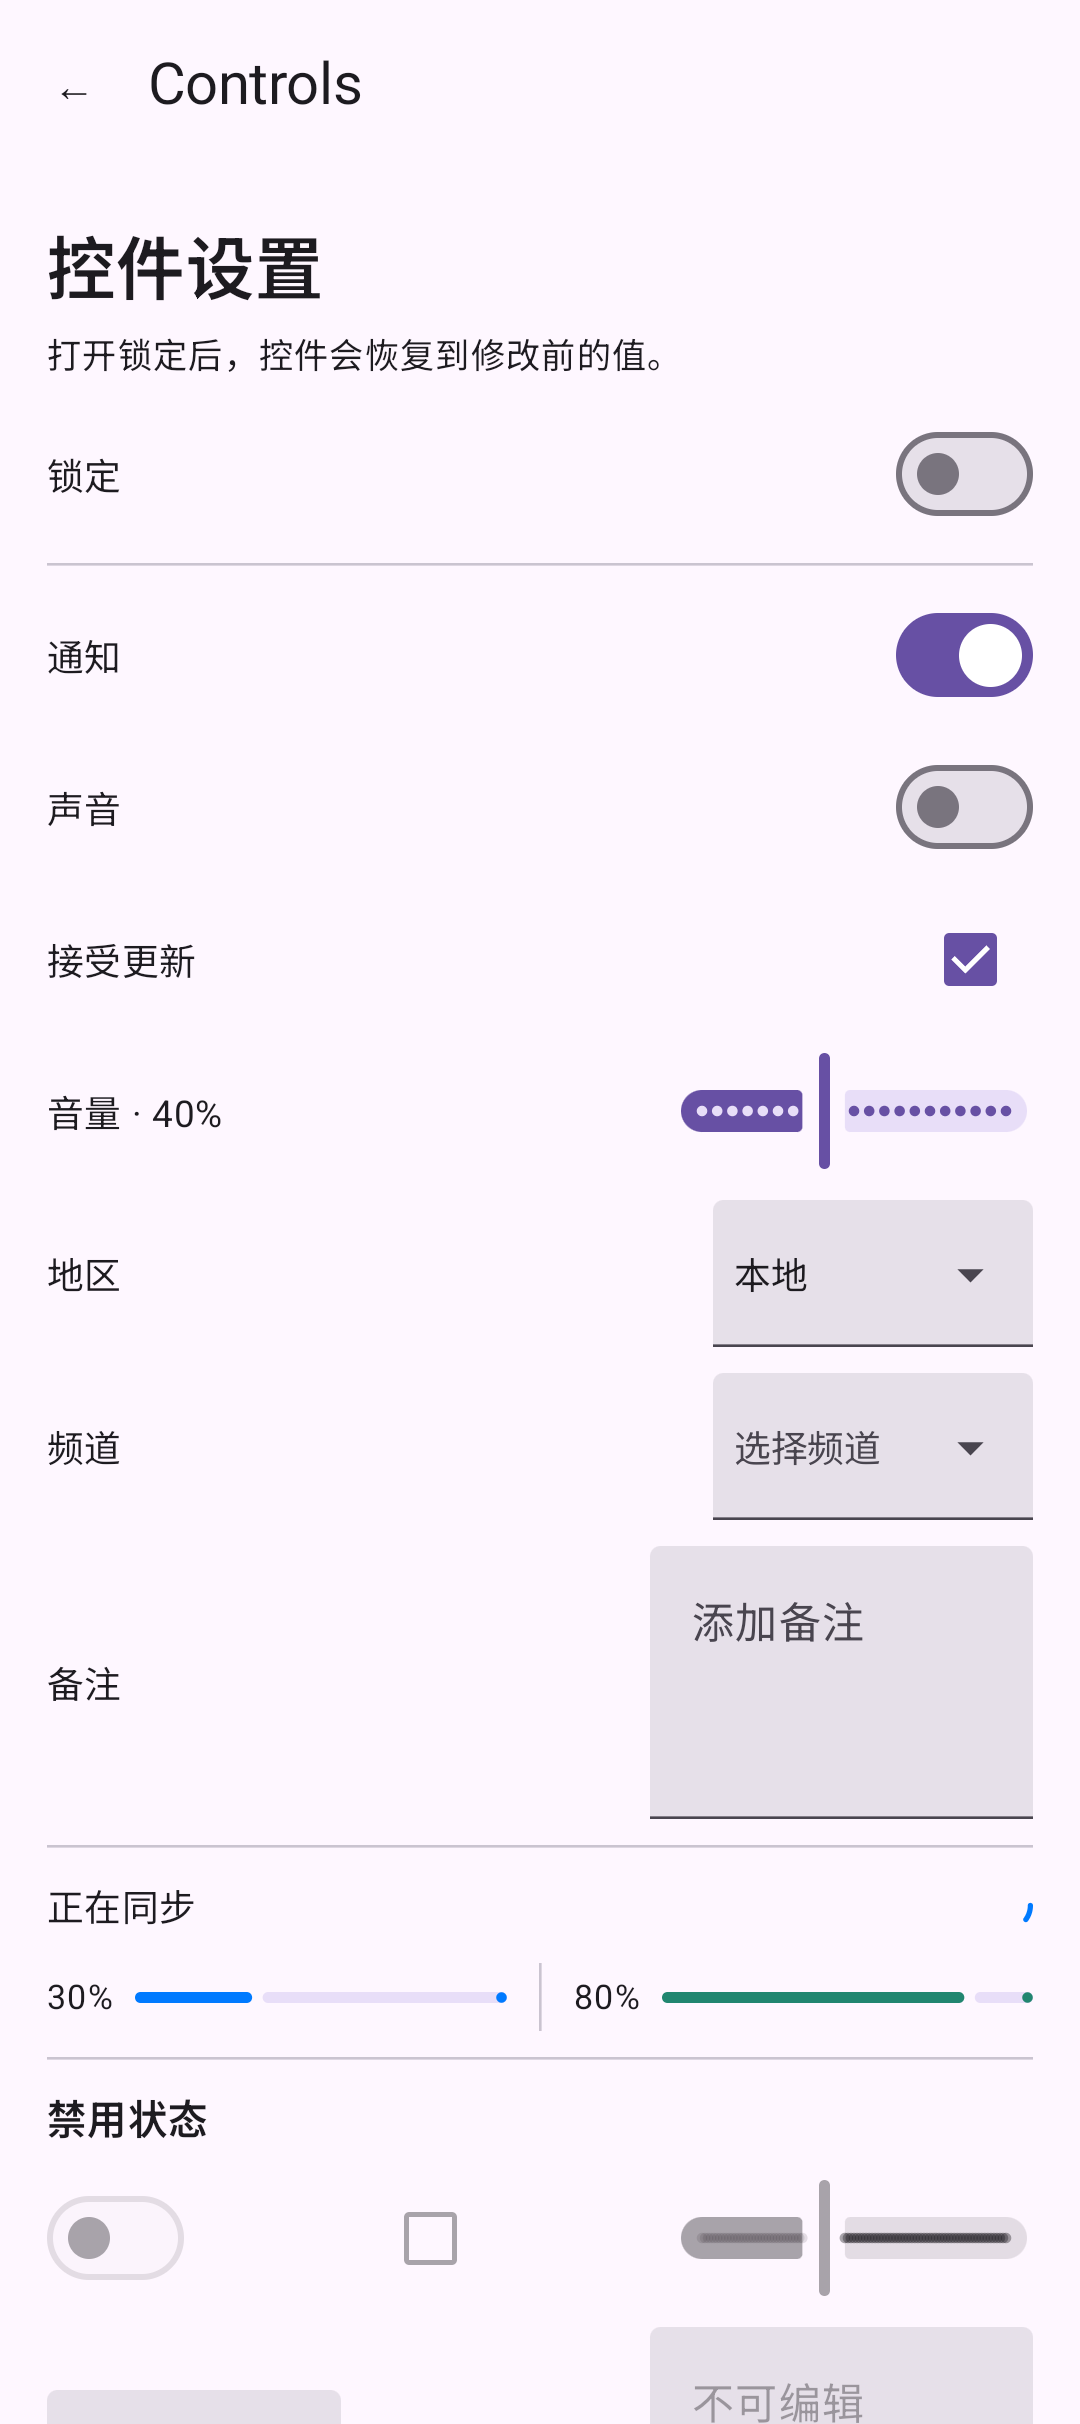 Controls
控件设置
打开锁定后，控件会恢复到修改前的值。
锁定
通知
声音
接受更新
音量 · 40%
地区
本地
频道
选择频道
添加备注
备注
正在同步
30%
80%
禁用状态
不可编辑